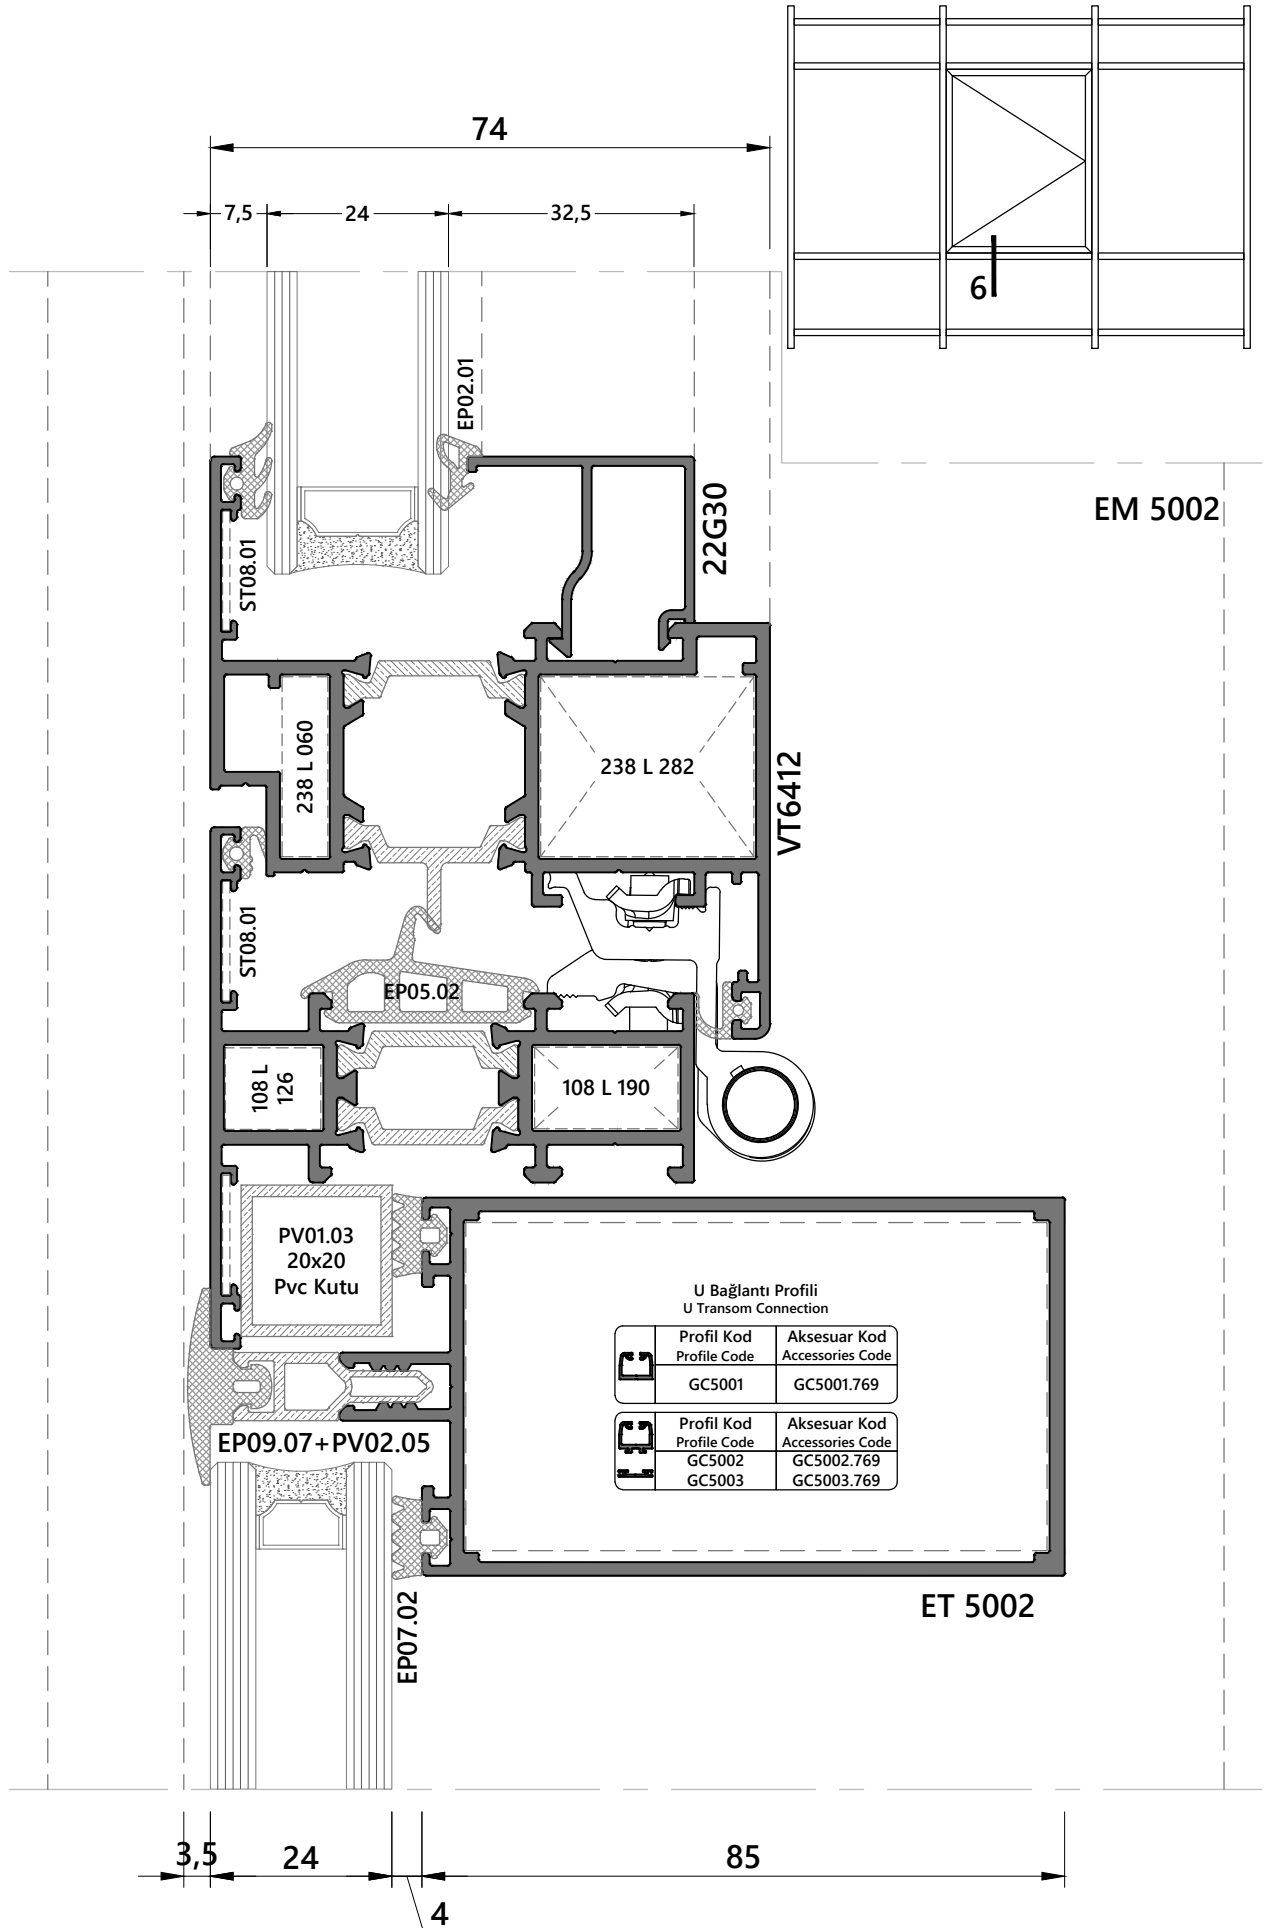 74
7,5
24
32,5
6
EP02.01
EM 5002
22G30
ST08.01
238 L 060
238 L 282
VT6412
ST08.01
EP05.02
108 L
126
108 L 190
PV01.03
20x20
Pvc Kutu
U Bağlantı Profili
U Transom Connection
Profil Kod Aksesuar Kod
Profile Code Accessories Code
GC5001 GC5001.769
Profil Kod Aksesuar Kod
Profile Code Accessories Code
GC5002 GC5002.769
GC5003 GC5003.769
EP09.07+PV02.05
EP07.02
ET 5002
3,5
24
85
4